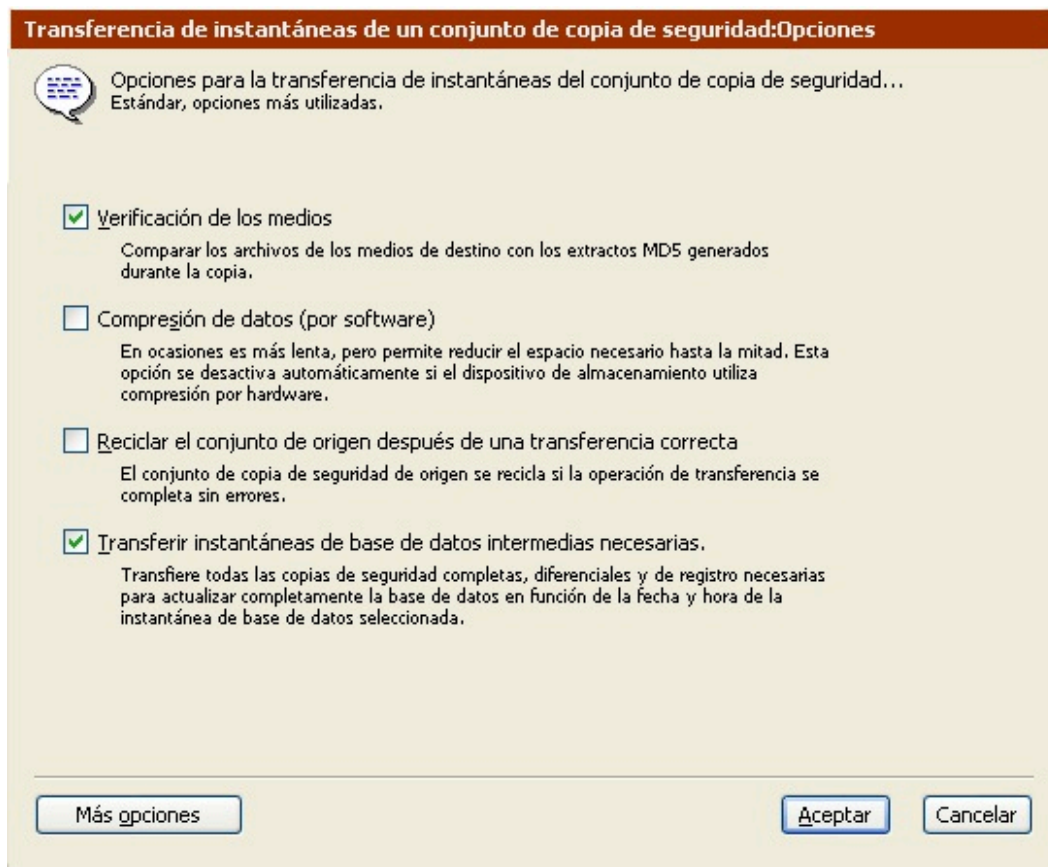 Transferencia de instantáneas de un conjunto de copia de seguridad:Opciones
Opciones para la transferencia de instantáneas del conjunto de copia de seguridad...
Estándar, opciones más utilizadas.
Verificación de los medios
Comparar los archivos de los medios de destino con los extractos MD5 generados
durante la copia.
Compresión de datos (por software)
En ocasiones es más lenta, pero permite reducir el espacio necesario hasta la mitad. Esta
opción se desactiva automáticamente si el dispositivo de almacenamiento utiliza
compresión por hardware.
Reciclar el conjunto de origen después de una transferencia correcta
El conjunto de copia de seguridad de origen se recicla si la operación de transferencia se
completa sin errores.
Transferir instantáneas de base de datos intermedias necesarias.
Transfiere todas las copias de seguridad completas, diferenciales y de registro necesarias
para actualizar completamente la base de datos en función de la fecha y hora de la
instantánea de base de datos seleccionada.
Más opciones
Aceptar
Cancelar